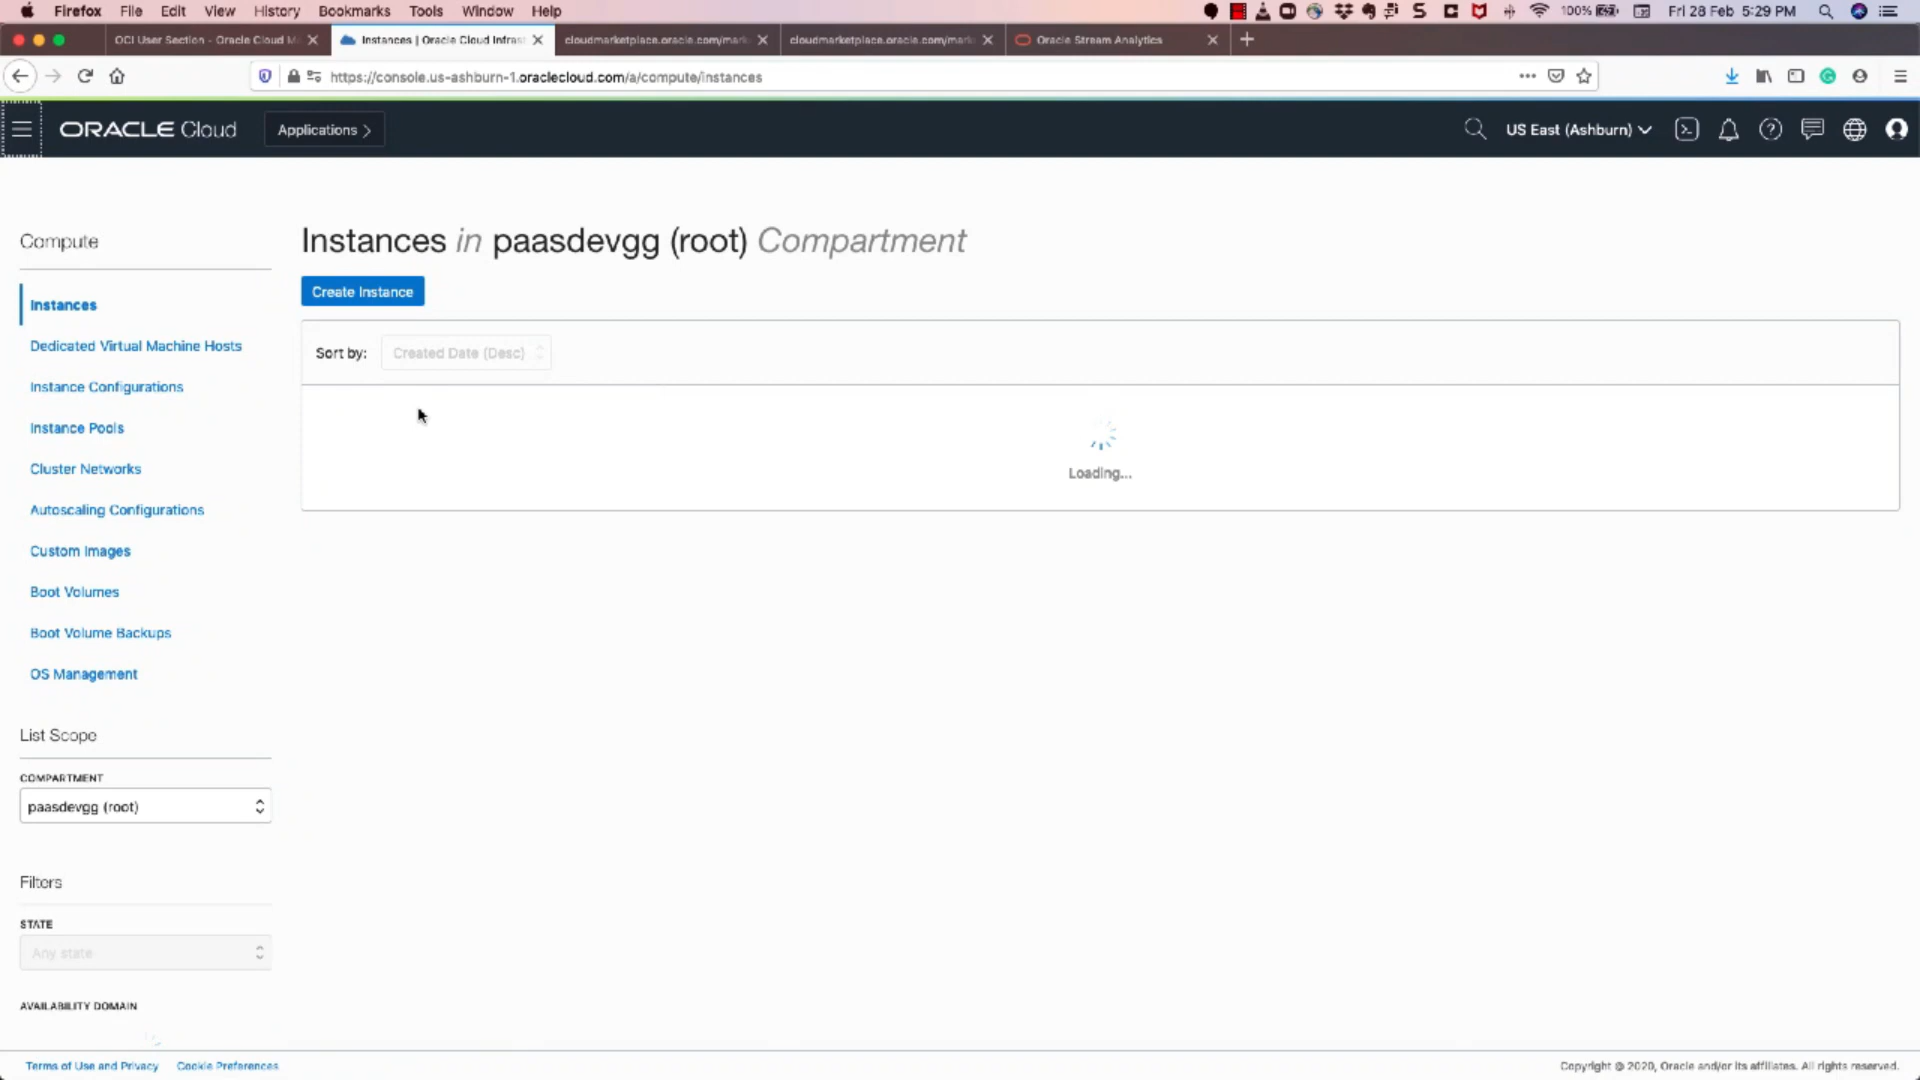 Firefox File Edit View History Bookmarks Tools Window Help 100% Fri 28 Feb 5:29 PM
OCI User Section - Oracle Cloud M Instances | Oracle Cloud Infrast cloudmarketplace.oracle.com/mark cloudmarketplace.oracle.com/mark Oracle Stream Analytics
https://console.us-ashburn-1.oraclecloud.com/a/compute/instances
ORACLE Cloud Applications US East (Ashburn)
Compute
Instances
Dedicated Virtual Machine Hosts
Instance Configurations
Instance Pools
Cluster Networks
Autoscaling Configurations
Custom Images
Boot Volumes
Boot Volume Backups
OS Management
List Scope
COMPARTMENT
paasdevgg (root)
Filters
STATE
Any state
AVAILABILITY DOMAIN
Instances in paasdevgg (root) Compartment
Create Instance
Sort by: Created Date (Desc)
Loading...
Terms of Use and Privacy Cookie Preferences
Copyright © 2020, Oracle and/or its affiliates. All rights reserved.